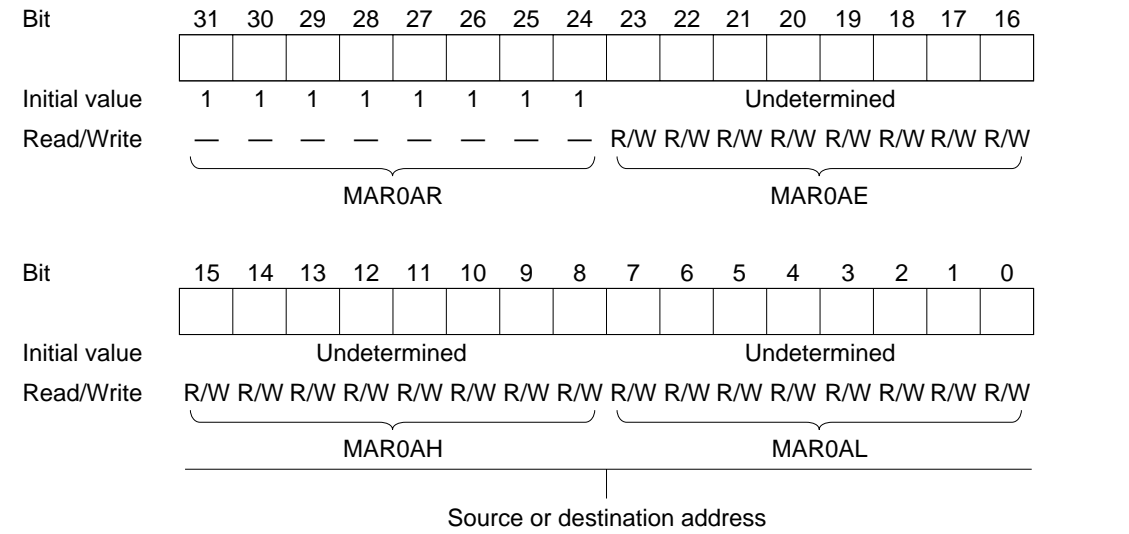 Bit 31 30 29 28 27 26 25 24 23 22 21 20 19 18 17 16
Initial value 1 1 1 1 1 1 1 1 Undetermined
Read/Write — — — — — — — — R/W R/W R/W R/W R/W R/W R/W R/W
MAR0AR MAR0AE
Bit 15 14 13 12 11 10 9 8 7 6 5 4 3 2 1 0
Initial value Undetermined Undetermined
Read/Write R/W R/W R/W R/W R/W R/W R/W R/W R/W R/W R/W R/W R/W R/W R/W R/W
MAR0AH MAR0AL
Source or destination address